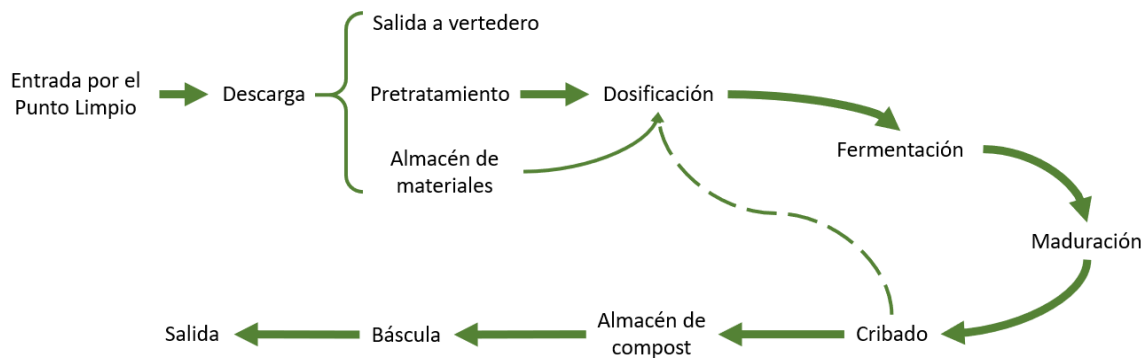 Salida a vertedero
Entrada por el
Punto Limpio
Descarga
Pretratamiento
Dosificación
Almacén de
materiales
Fermentación
Maduración
Salida
Báscula
Almacén de
compost
Cribado